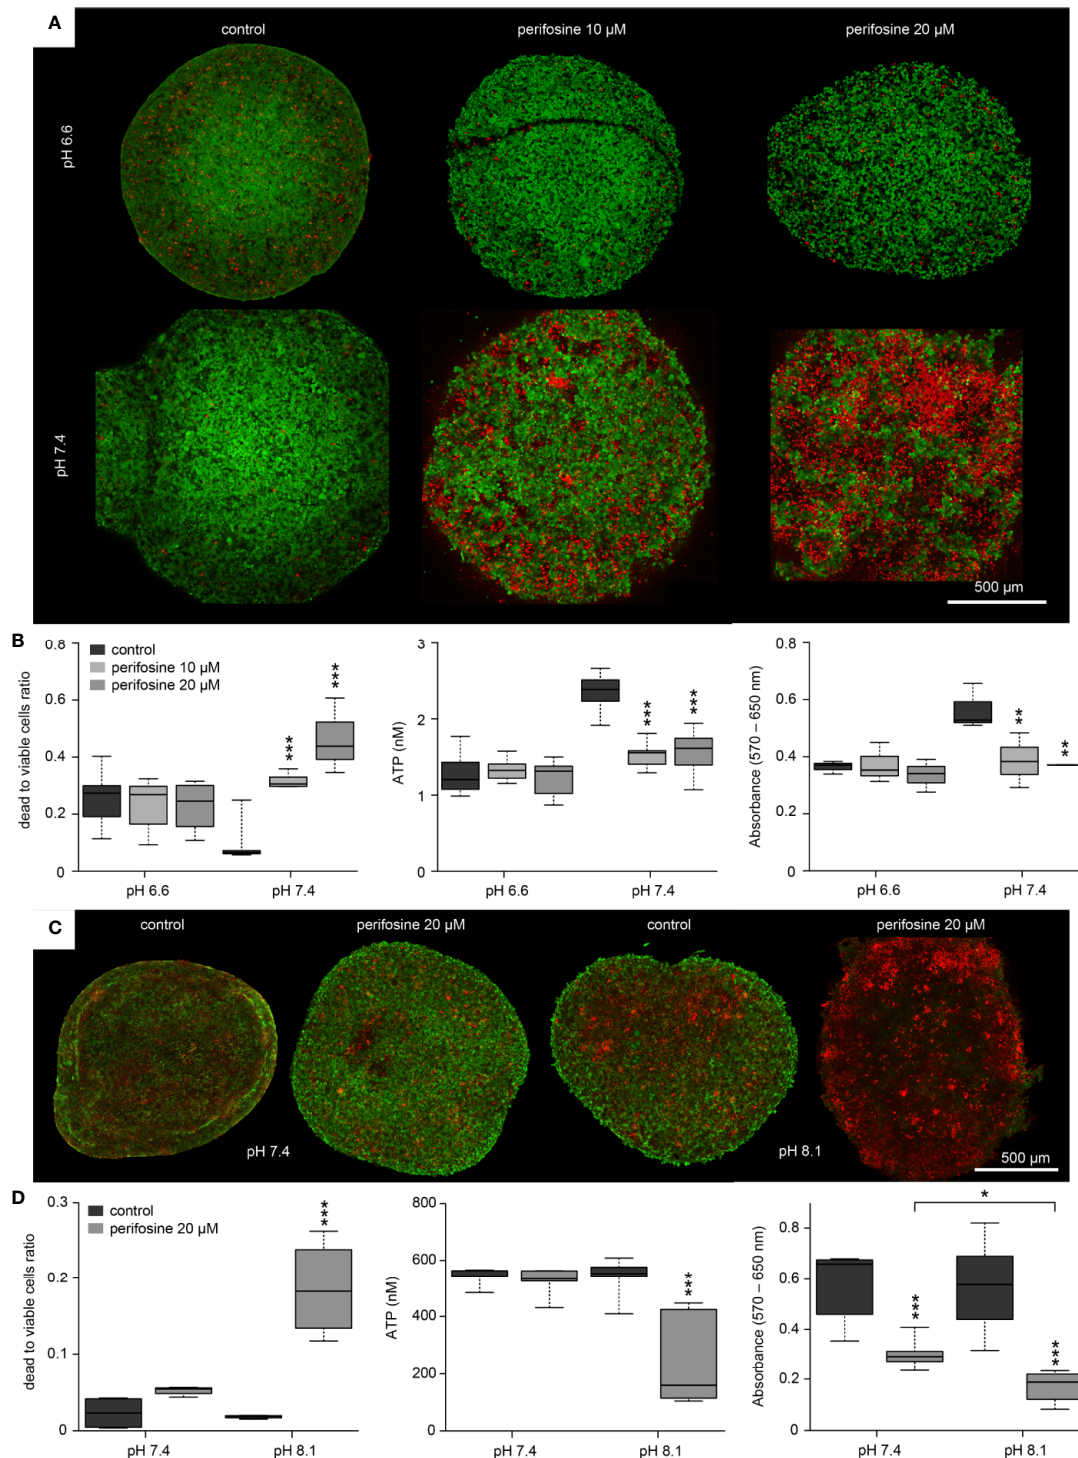 A
control perifosine 10 µM perifosine 20 µM
pH 6.6
pH 7.4
500 µm
B
dead to viable cells ratio
0.8
0.6
0.4
0.2
0
control
perifosine 10 µM
perifosine 20 µM
***
***
pH 6.6 pH 7.4
ATP (nM)
3
2
1
0
***
***
pH 6.6 pH 7.4
Absorbance (570 – 650 nm)
0.8
0.6
0.4
0.2
0
**
**
pH 6.6 pH 7.4
C
control perifosine 20 µM control perifosine 20 µM
pH 7.4 pH 8.1
500 µm
D
dead to viable cells ratio
0.3
0.2
0.1
0
control
perifosine 20 µM
***
pH 7.4 pH 8.1
ATP (nM)
800
600
400
200
0
***
pH 7.4 pH 8.1
Absorbance (570 – 650 nm)
0.8
0.6
0.4
0.2
0
*
***
***
pH 7.4 pH 8.1